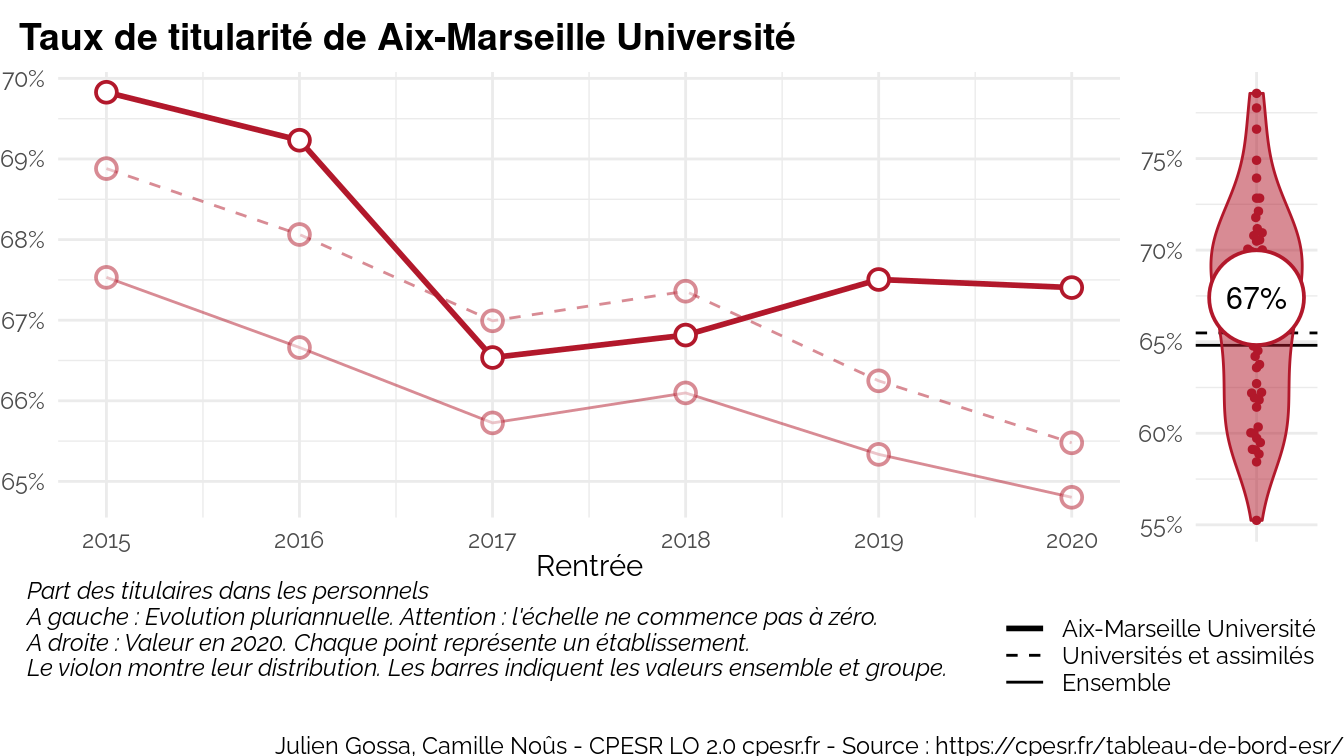 Taux de titularité de Aix-Marseille Université
70%
69%
68%
67%
66%
65%
2015 2016 2017 2018 2019 2020
Rentrée
75%
70%
67%
65%
60%
55%
Part des titulaires dans les personnels
A gauche : Evolution pluriannuelle. Attention : l'échelle ne commence pas à zéro.
A droite : Valeur en 2020. Chaque point représente un établissement.
Le violon montre leur distribution. Les barres indiquent les valeurs ensemble et groupe.
Aix-Marseille Université
Universités et assimilés
Ensemble
Julien Gossa, Camille Noûs - CPESR LO 2.0 cpesr.fr - Source : https://cpesr.fr/tableau-de-bord-esr/